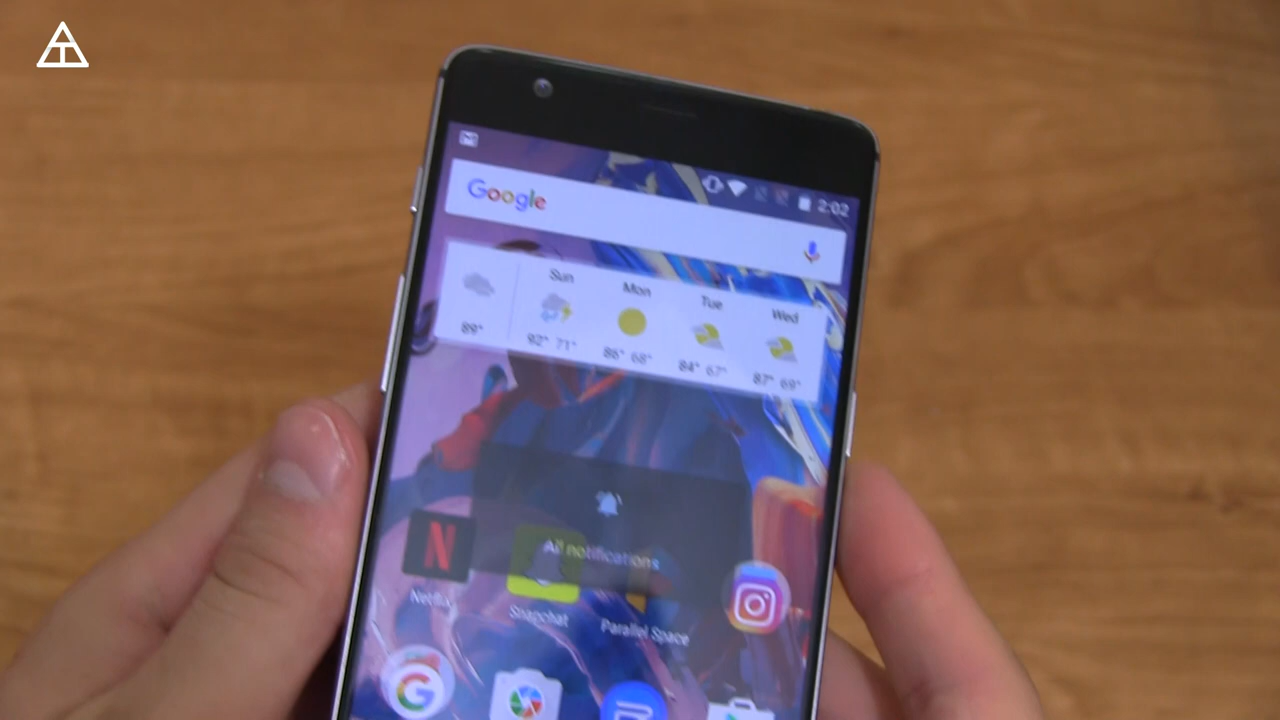 2:02
Google
Sun
Mon
Tue
Wed
89°
92° 71°
86° 68°
84° 67°
87° 69°
All notifications
N
Netflix
Snapchat
Parallel Space
G